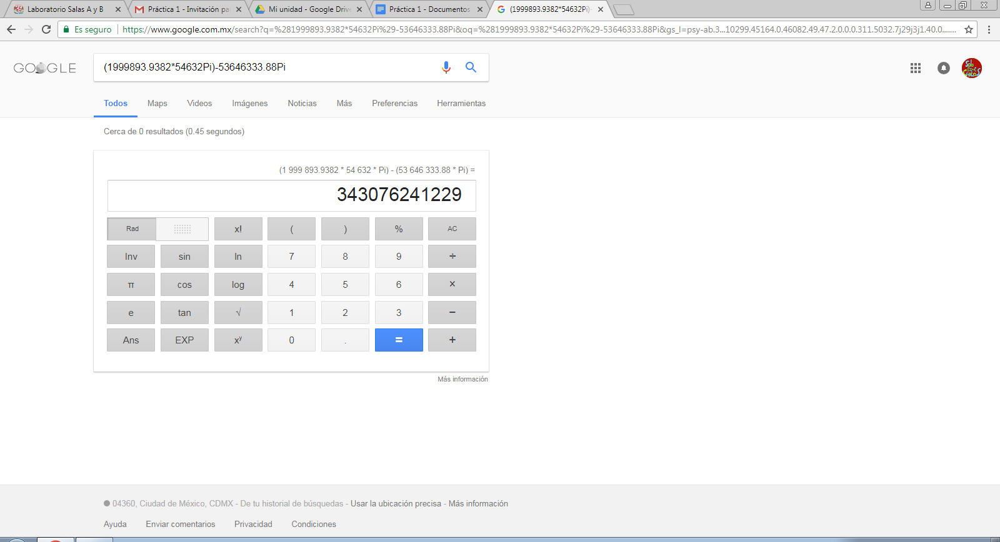 Laboratorio Salas A y B
Práctica 1 - Invitación pa
Mi unidad - Google Drive
Práctica 1 - Documentos
(1999893.9382*54632Pi)-
Es seguro
https://www.google.com.mx/search?q=%281999893.9382*54632Pi%29-53646333.88Pi&oq=%281999893.9382*54632Pi%29-53646333.88Pi&gs_l=psy-ab.3...10299.45164.0.46082.49.47.2.0.0.0.311.5032.7j29j3j1.40.0.......
GOOGLE
(1999893.9382*54632Pi)-53646333.88Pi
Solo
Todos Maps Videos Imágenes Noticias Más Preferencias Herramientas
Cerca de 0 resultados (0.45 segundos)
(1 999 893.9382 * 54 632 * Pi) - (53 646 333.88 * Pi) =
343076241229
Rad x! ( ) % AC
Inv sin ln 7 8 9 ÷
π cos log 4 5 6 ×
e tan √ 1 2 3 −
Ans EXP xʸ 0 . = +
Más información
04360, Ciudad de México, CDMX - De tu historial de búsquedas - Usar la ubicación precisa - Más información
Ayuda Enviar comentarios Privacidad Condiciones